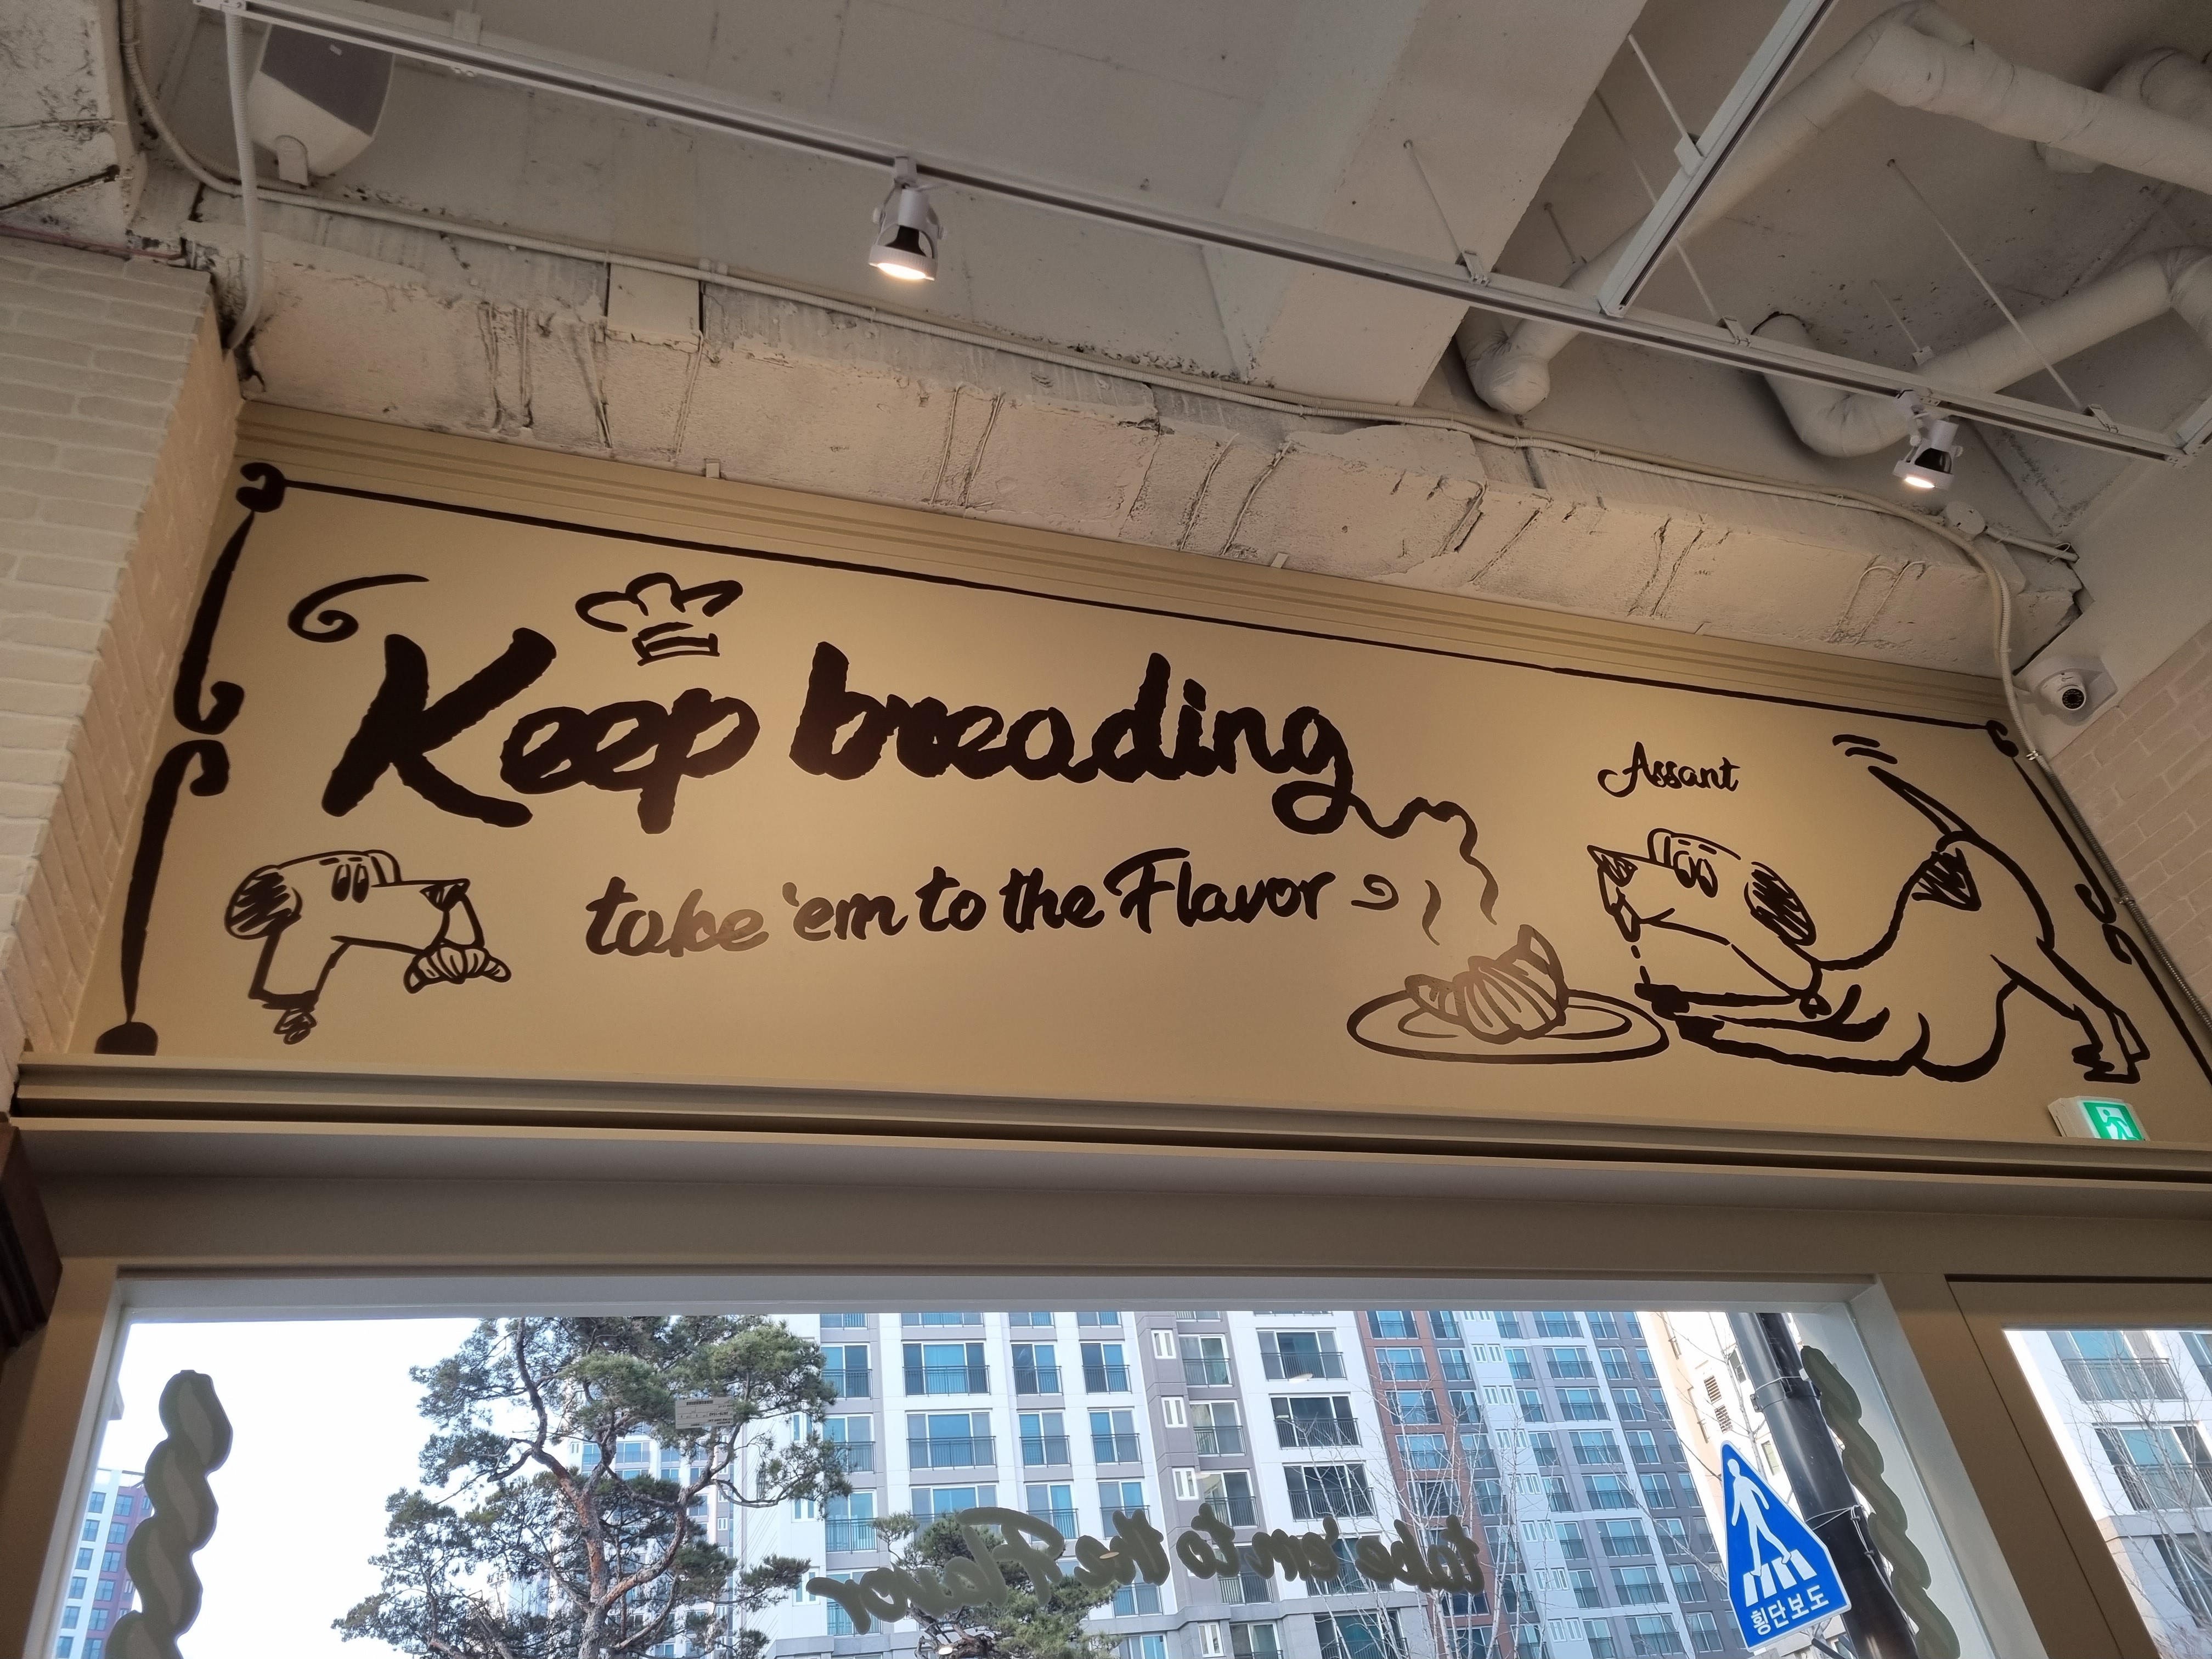 Keep breading
Assant
take 'em to the Flavor
take 'em to the Flavor
횡단보도